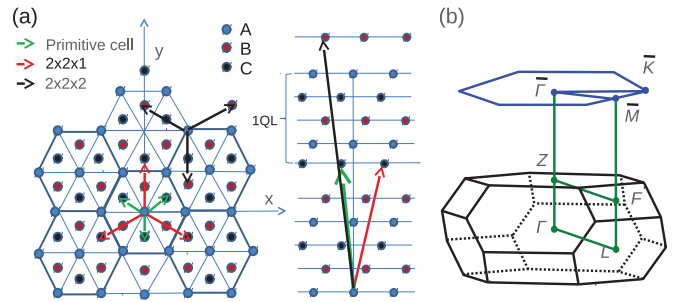 (a)
y
A
B
C
Primitive cell
2x2x1
2x2x2
x
1QL
(b)
K̅
Γ̅
M̅
Z
F
Γ
L